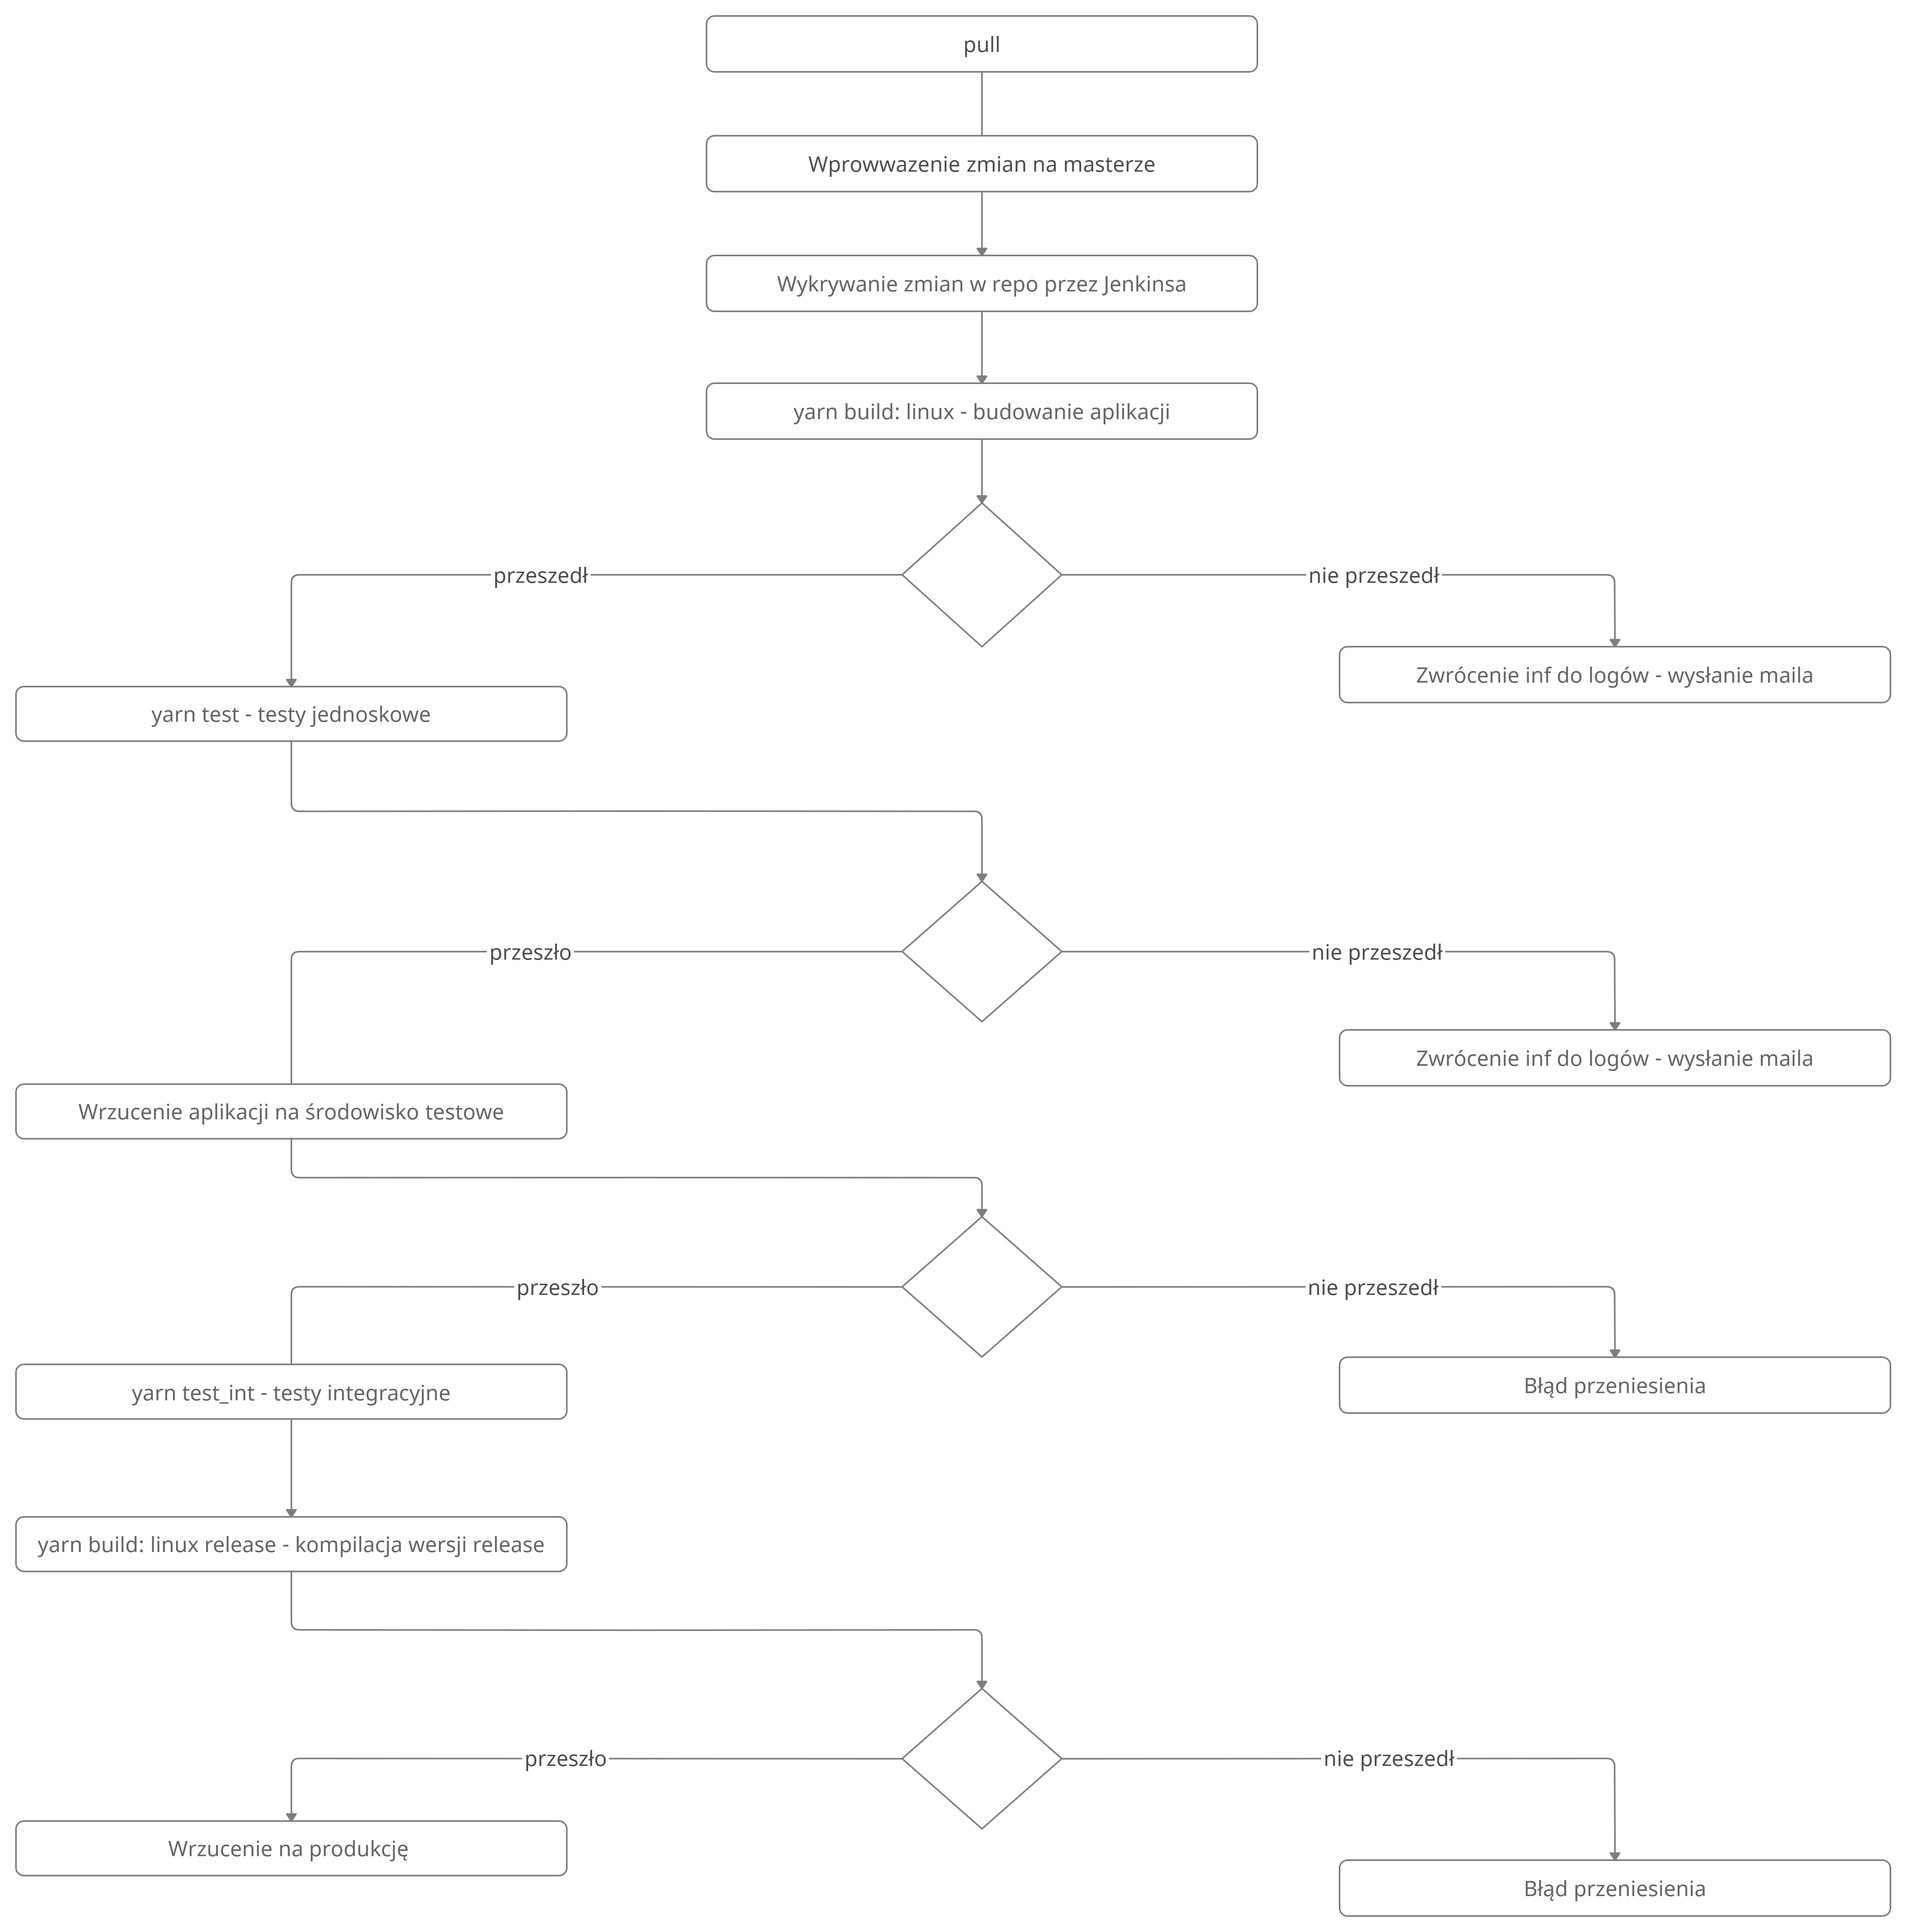 pull
Wprowwazenie zmian na masterze
Wykrywanie zmian w repo przez Jenkinsa
yarn build: linux - budowanie aplikacji
przeszedł
nie przeszedł
Zwrócenie inf do logów - wysłanie maila
yarn test - testy jednoskowe
przeszło
nie przeszedł
Zwrócenie inf do logów - wysłanie maila
Wrzucenie aplikacji na środowisko testowe
przeszło
nie przeszedł
Błąd przeniesienia
yarn test_int - testy integracyjne
yarn build: linux release - kompilacja wersji release
przeszło
nie przeszedł
Wrzucenie na produkcję
Błąd przeniesienia